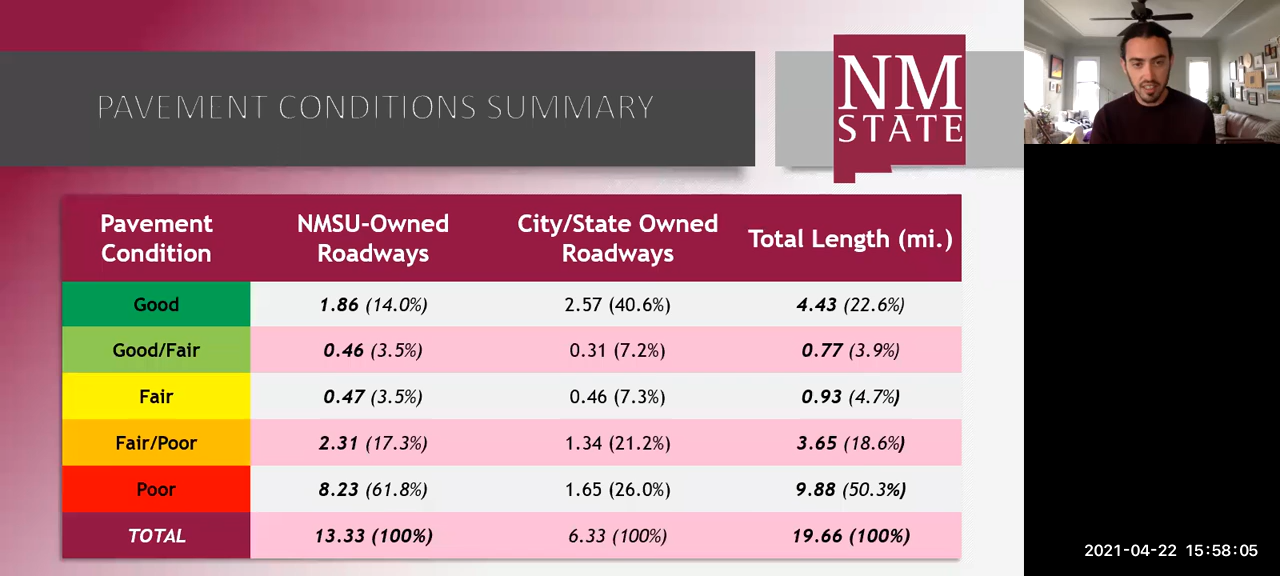 PAVEMENT CONDITIONS SUMMARY
NM
STATE
Pavement Condition NMSU-Owned Roadways City/State Owned Roadways Total Length (mi.)
Good 1.86 (14.0%) 2.57 (40.6%) 4.43 (22.6%)
Good/Fair 0.46 (3.5%) 0.31 (7.2%) 0.77 (3.9%)
Fair 0.47 (3.5%) 0.46 (7.3%) 0.93 (4.7%)
Fair/Poor 2.31 (17.3%) 1.34 (21.2%) 3.65 (18.6%)
Poor 8.23 (61.8%) 1.65 (26.0%) 9.88 (50.3%)
TOTAL 13.33 (100%) 6.33 (100%) 19.66 (100%)
2021-04-22 15:58:05